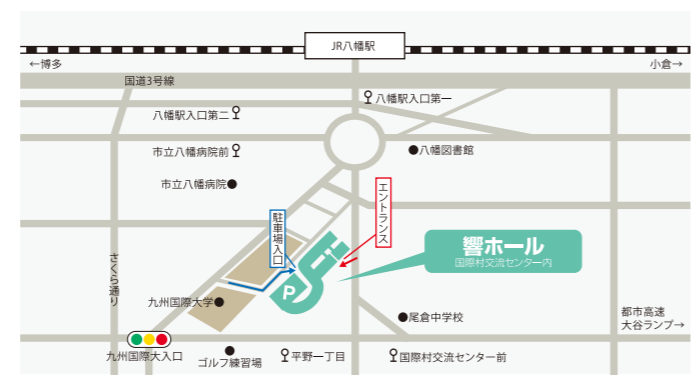 JR八幡駅
←博多
小倉→
国道3号線
八幡駅入口第一
八幡駅入口第二
市立八幡病院前
八幡図書館
市立八幡病院
エントランス
駐車場入口
響ホール
国際村交流センター内
さくら通り
P
九州国際大学
尾倉中学校
都市高速
大谷ランプ→
九州国際大入口
ゴルフ練習場
平野一丁目
国際村交流センター前